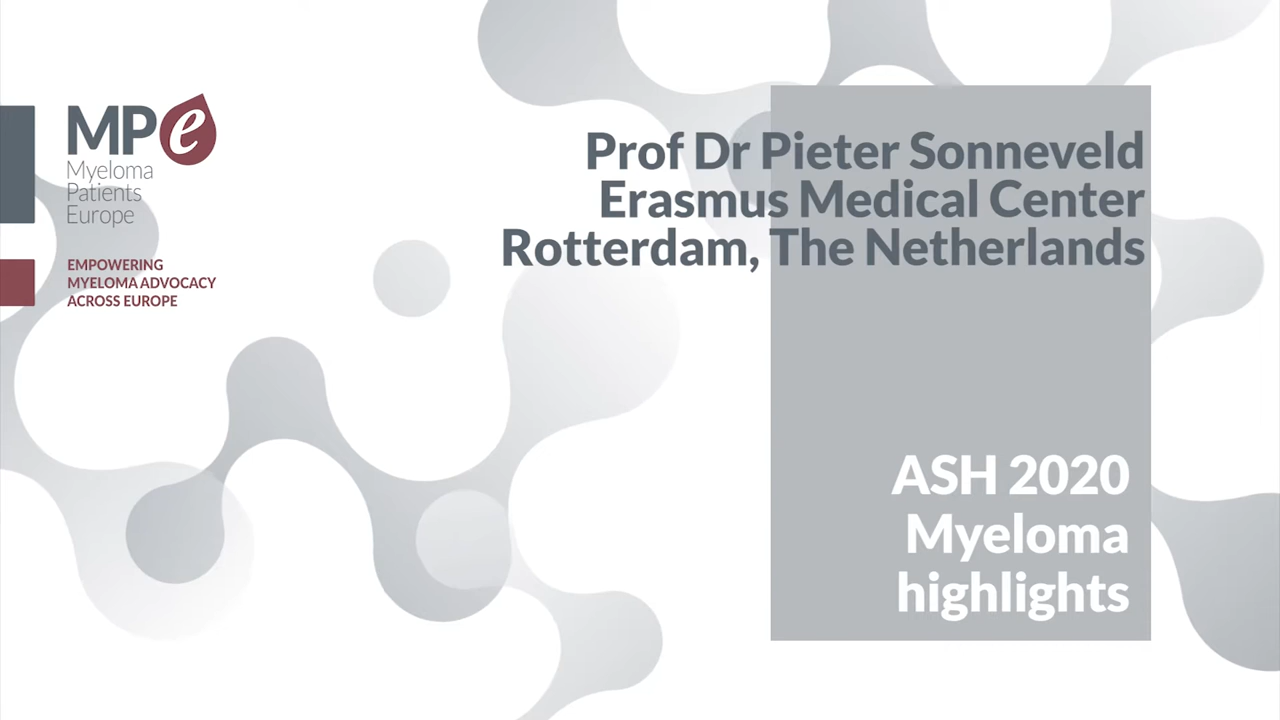 MPe
Myeloma
Patients
Europe
EMPOWERING
MYELOMA ADVOCACY
ACROSS EUROPE
Prof Dr Pieter Sonneveld
Erasmus Medical Center
Rotterdam, The Netherlands
ASH 2020
Myeloma
highlights